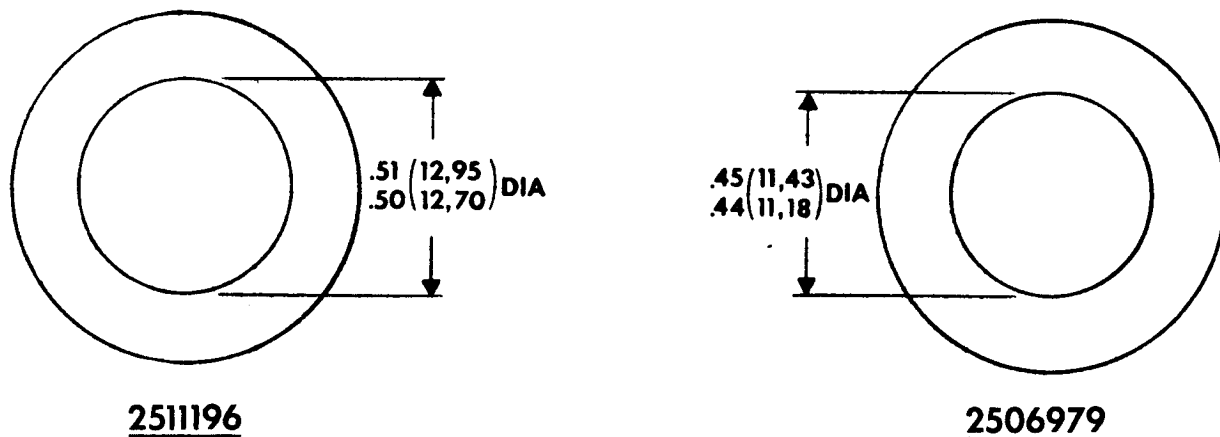 .51 (12,95) DIA
.50 (12,70)
.45 (11,43) DIA
.44 (11,18)
2511196
2506979